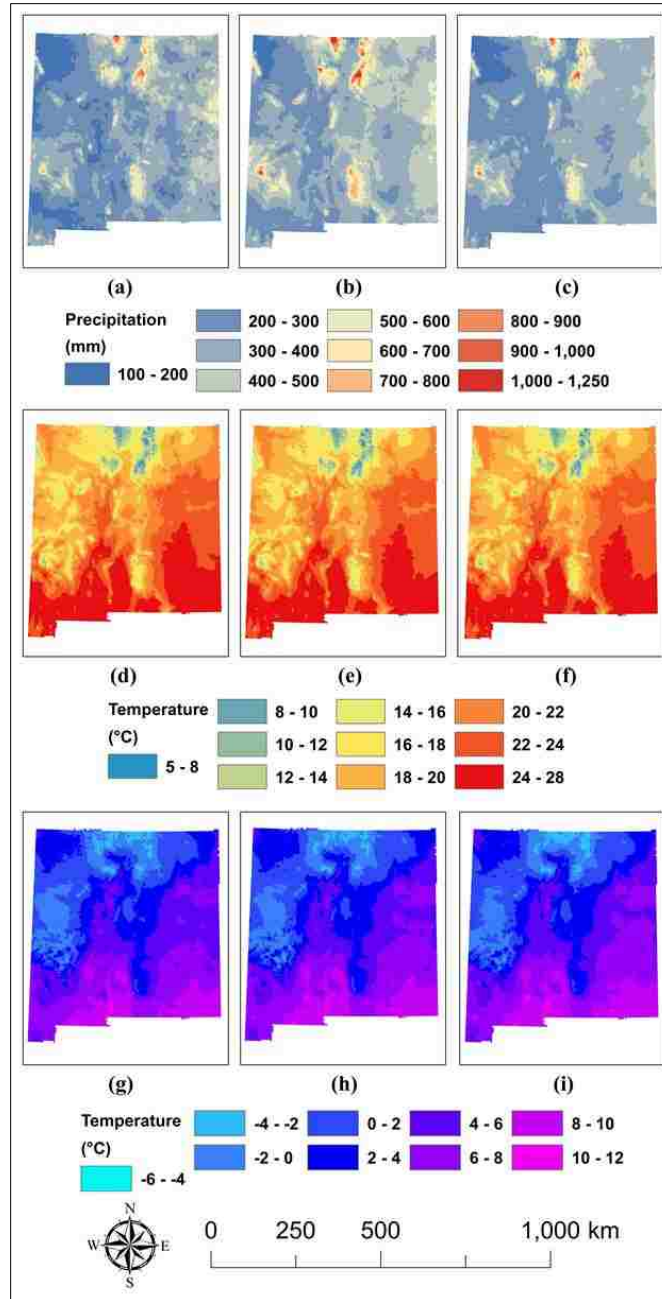 (a) (b) (c)
Precipitation
(mm)
100 - 200
200 - 300 500 - 600 800 - 900
300 - 400 600 - 700 900 - 1,000
400 - 500 700 - 800 1,000 - 1,250
(d) (e) (f)
Temperature
(°C)
5 - 8
8 - 10 14 - 16 20 - 22
10 - 12 16 - 18 22 - 24
12 - 14 18 - 20 24 - 28
(g) (h) (i)
Temperature
(°C)
-6 - -4
-4 - -2 0 - 2 4 - 6 8 - 10
-2 - 0 2 - 4 6 - 8 10 - 12
N
W E
S
0 250 500 1,000 km